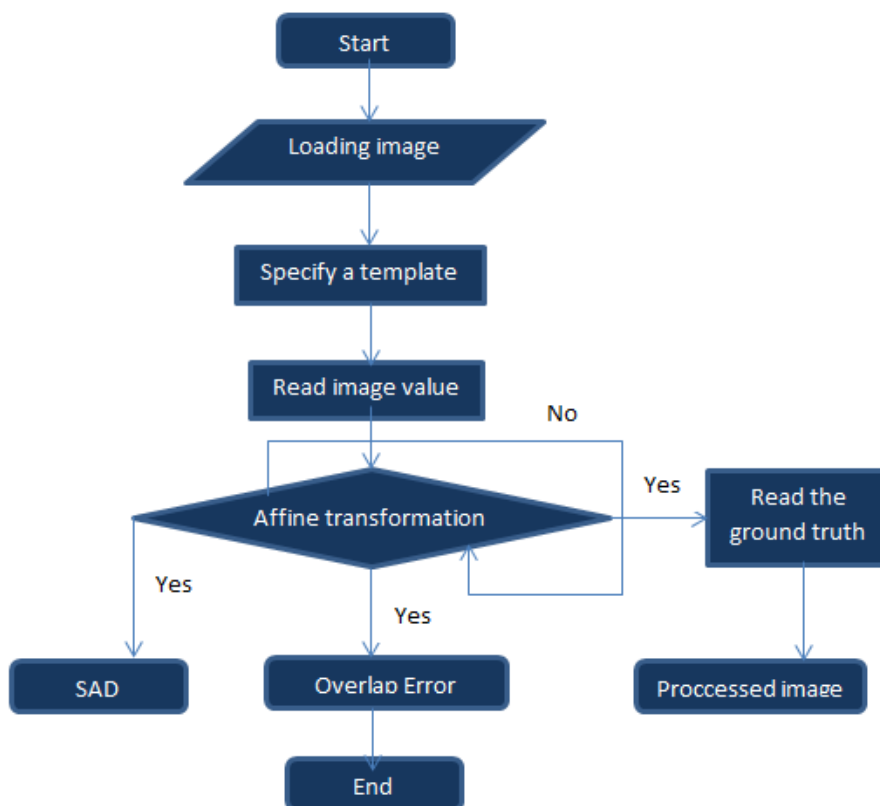 Start
Loading image
Specify a template
Read image value
No
Affine transformation
Yes
Read the
ground truth
Yes
Yes
SAD
Overlap Error
Proccessed image
End